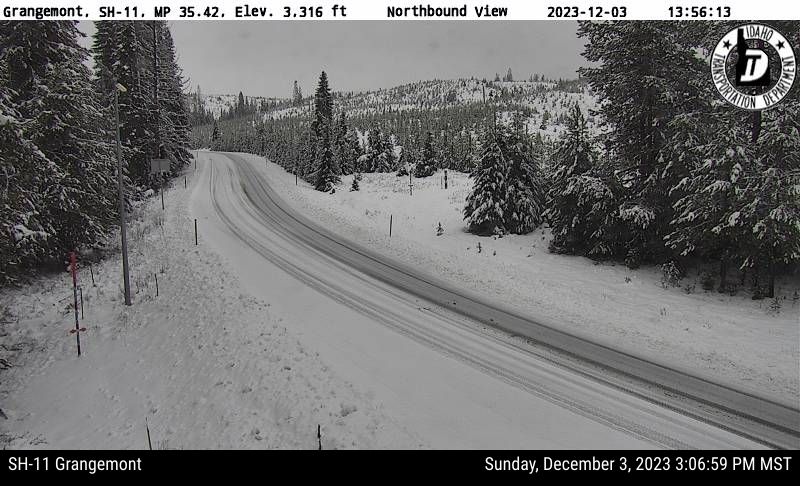 Grangemont, SH-11, MP 35.42, Elev. 3,316 ft Northbound View 2023-12-03 13:56:13
IDAHO
TRANSPORTATION DEPARTMENT
SH-11 Grangemont Sunday, December 3, 2023 3:06:59 PM MST